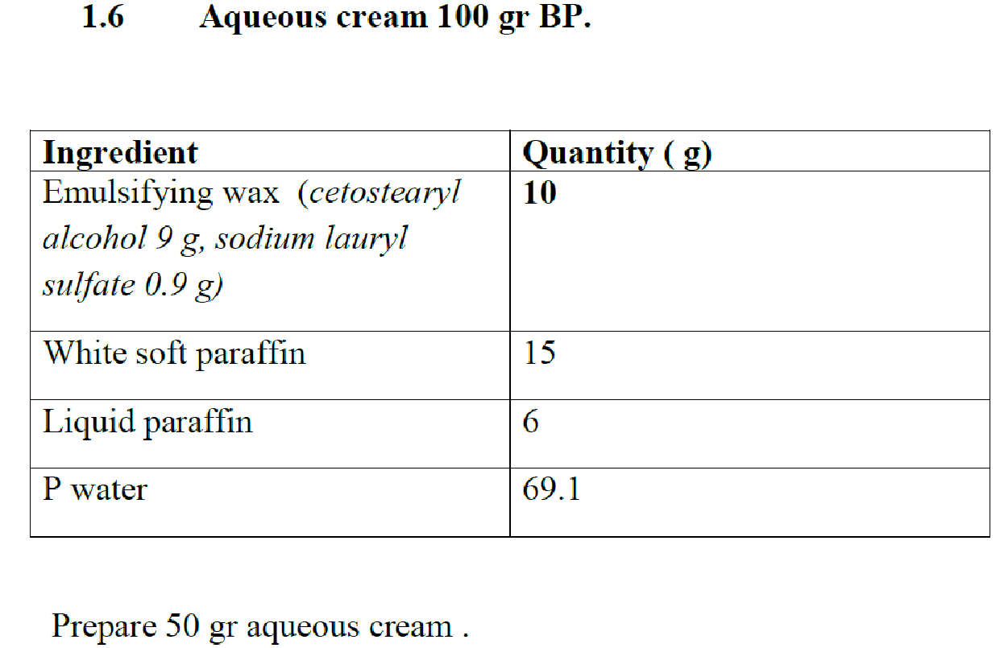 1.6 Aqueous cream 100 gr BP.
Ingredient Quantity ( g)
Emulsifying wax (cetostearyl 10
alcohol 9 g, sodium lauryl
sulfate 0.9 g)
White soft paraffin 15
Liquid paraffin 6
P water 69.1
Prepare 50 gr aqueous cream .